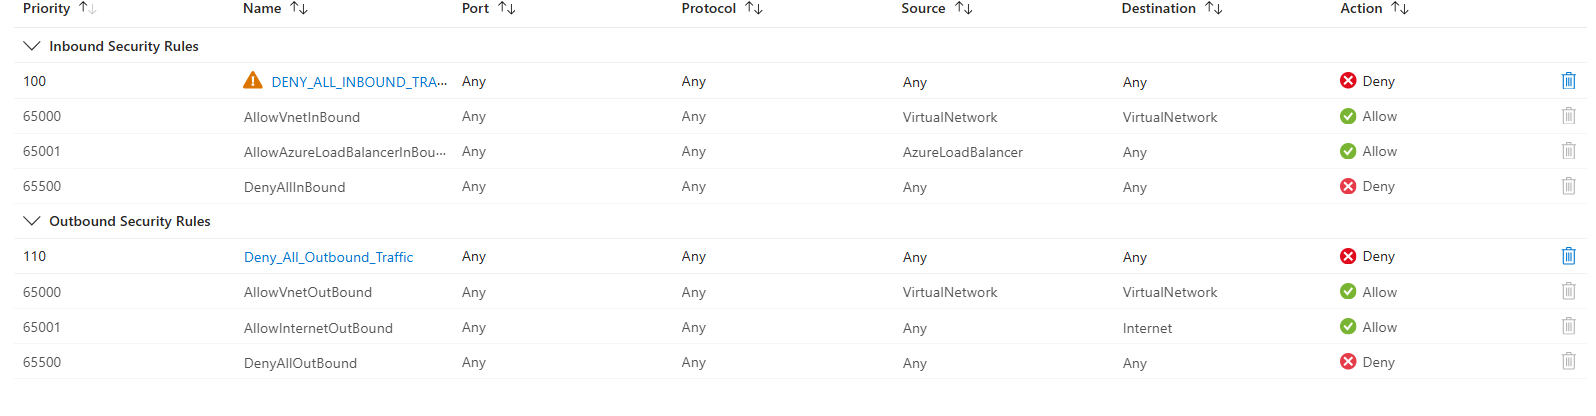 Priority Name Port Protocol Source Destination Action
Inbound Security Rules
100 DENY_ALL_INBOUND_TRA... Any Any Any Any Deny
65000 AllowVnetInBound Any Any VirtualNetwork VirtualNetwork Allow
65001 AllowAzureLoadBalancerInBou... Any Any AzureLoadBalancer Any Allow
65500 DenyAllInBound Any Any Any Any Deny
Outbound Security Rules
110 Deny_All_Outbound_Traffic Any Any Any Any Deny
65000 AllowVnetOutBound Any Any VirtualNetwork VirtualNetwork Allow
65001 AllowInternetOutBound Any Any Any Internet Allow
65500 DenyAllOutBound Any Any Any Any Deny